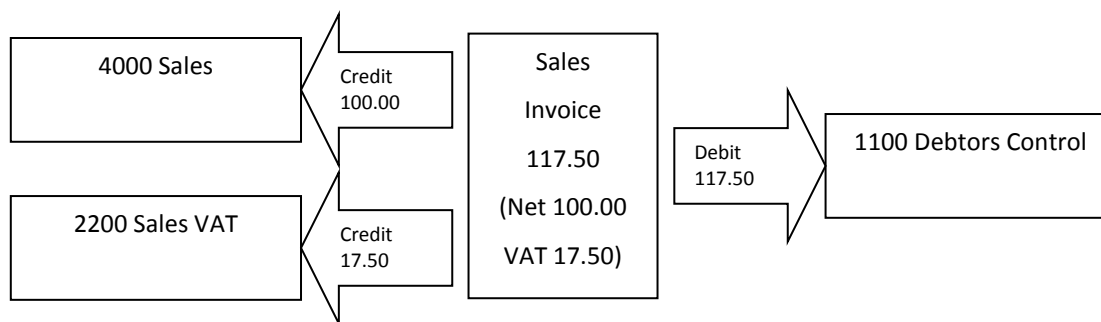 4000 Sales
Credit
100.00
2200 Sales VAT
Credit
17.50
Sales
Invoice
117.50
(Net 100.00
VAT 17.50)
Debit
117.50
1100 Debtors Control